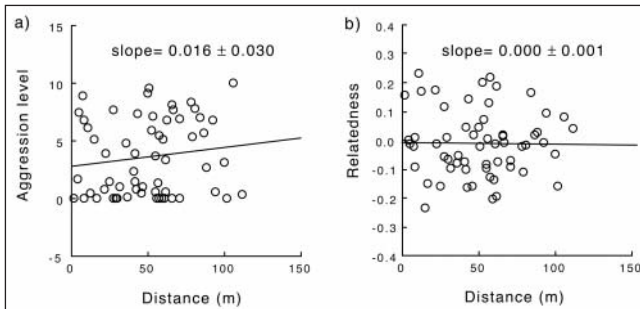 a)
slope= 0.016 ± 0.030
Aggression level
15
10
5
0
-5
0
50
100
150
Distance (m)
b)
slope= 0.000 ± 0.001
Relatedness
0.4
0.3
0.2
0.1
0.0
-0.1
-0.2
-0.3
-0.4
0
50
100
150
Distance (m)